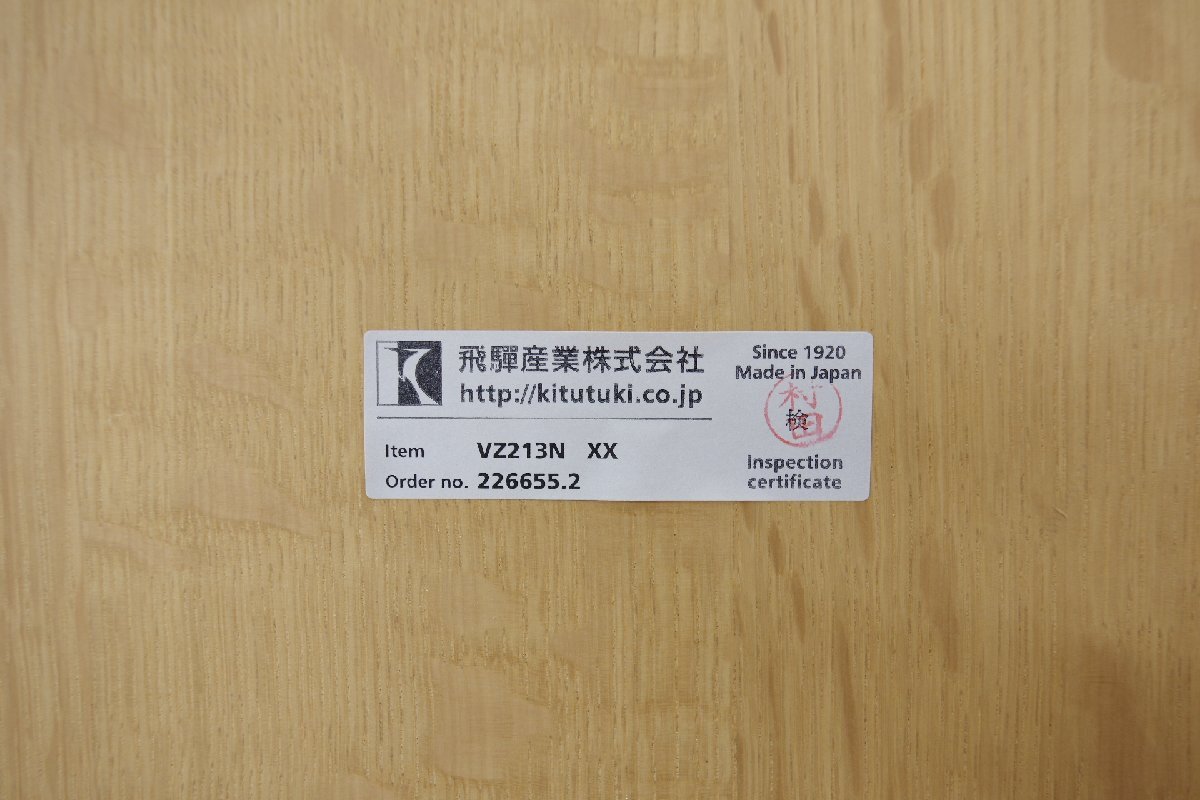 飛騨産業株式会社
http://kitutuki.co.jp
Item VZ213N XX
Order no. 226655.2
Since 1920
Made in Japan
村田
検
Inspection
certificate